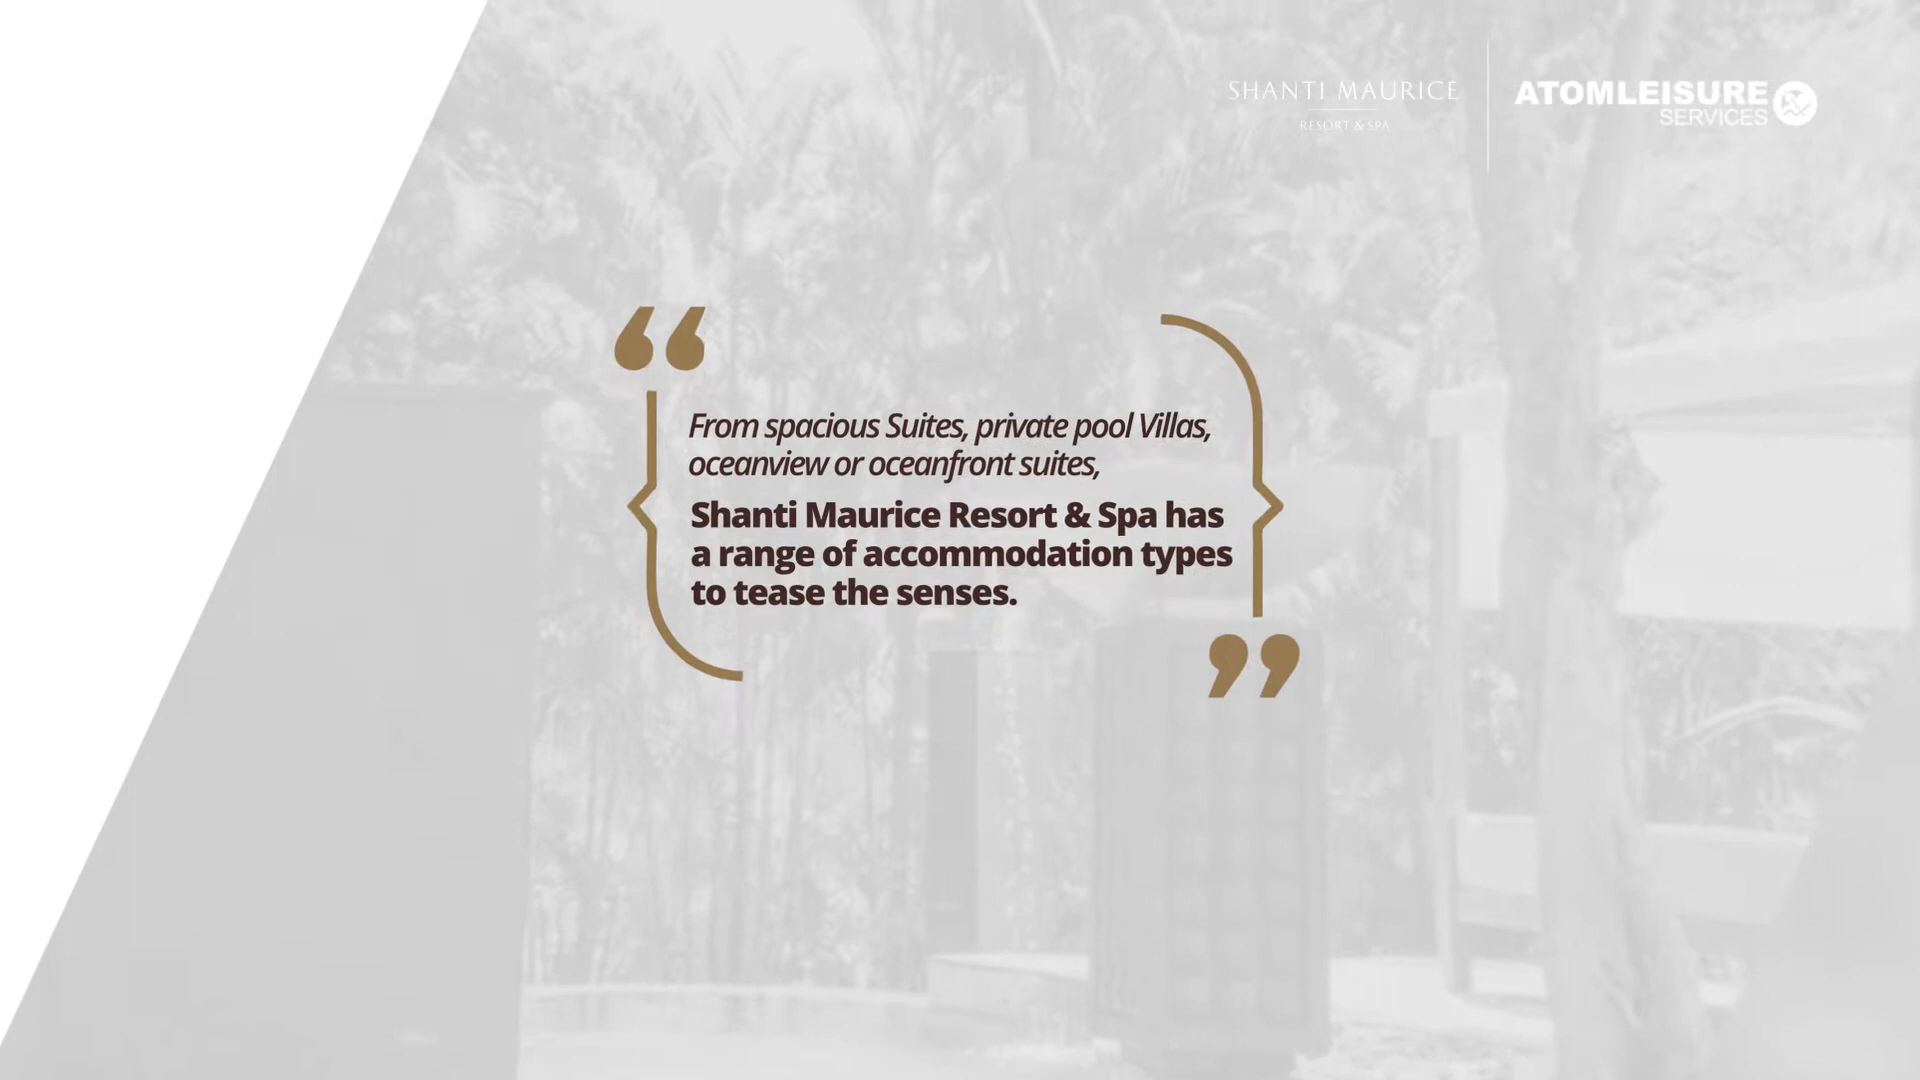 SHANTI MAURICE
RESORT & SPA
ATOMLEISURE
SERVICES
“
From spacious Suites, private pool Villas,
oceanview or oceanfront suites,
Shanti Maurice Resort & Spa has
a range of accommodation types
to tease the senses.
”